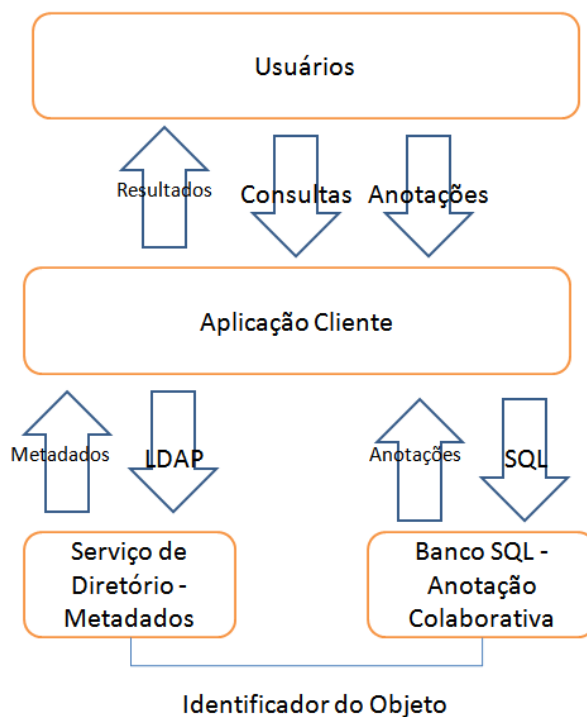 Usuários
Resultados
Consultas
Anotações
Aplicação Cliente
Metadados
LDAP
Anotações
SQL
Serviço de
Diretório -
Metadados
Banco SQL -
Anotação
Colaborativa
Identificador do Objeto